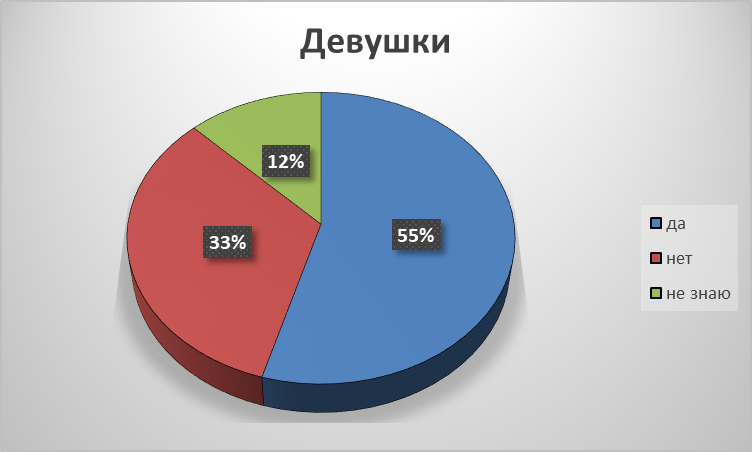 Девушки
12%
33%
55%
да
нет
не знаю